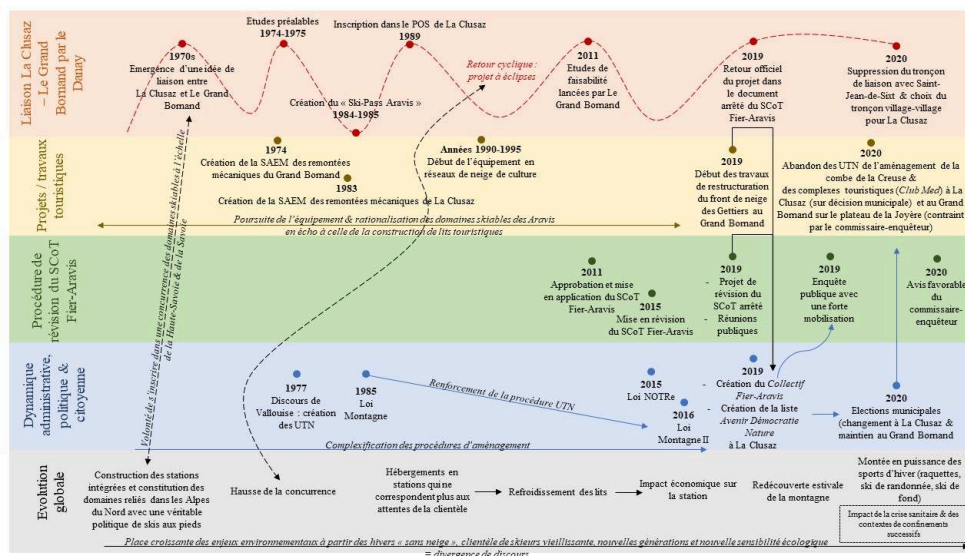 Liaison La Clusaz
– Le Grand
Bornand par le
Danay
1970s
Emergence d'une idée de
liaison entre
La Clusaz et Le Grand
Bornand
Etudes préalables
1974-1975
Création du « Ski-Pass Aravis »
1984-1985
Inscription dans le POS de La Clusaz
1989
Retour cyclique :
projet à éclipses
2011
Etudes de
faisabilité
lancées par Le
Grand Bornand
2019
Retour officiel
du projet dans
le document
arrêté du SCoT
Fier-Aravis
2020
Suppression du tronçon
de liaison avec Saint-
Jean-de-Sixt & choix du
tronçon village-village
pour La Clusaz
Projets / travaux
touristiques
1974
Création de la SAEM des remontées
mécaniques du Grand Bornand
1983
Création de la SAEM des remontées mécaniques de La Clusaz
Années 1990-1995
Début de l'équipement en
réseaux de neige de culture
Poursuite de l'équipement & rationalisation des domaines skiables des Aravis
en écho à celle de la construction de lits touristiques
2019
Début des travaux
de restructuration
du front de neige
des Gettiers au
Grand Bornand
2020
Abandon des UTN de l'aménagement de la
combe de la Creuse &
des complexes touristiques (Club Med) à La
Clusaz (sur décision municipale) et au Grand
Bornand sur le plateau de la Joyère (contraint
par le commissaire-enquêteur)
Procédure de
révision du SCoT
Fier-Aravis
2011
Approbation et mise
en application du SCoT
Fier-Aravis
2015
Mise en révision
du SCoT Fier-Aravis
2019
- Projet de
révision du
SCoT arrêté
- Réunions
publiques
2019
Enquête
publique avec
une forte
mobilisation
2020
Avis favorable
du
commissaire-
enquêteur
Dynamique
administrative,
politique &
citoyenne
Volonté de s'inscrire dans une concurrence des domaines skiables à l'échelle
de la Haute-Savoie & de la Savoie
1977
Discours de
Vallouise : création
des UTN
1985
Loi
Montagne
Renforcement de la procédure UTN
2015
Loi NOTRe
2016
Loi
Montagne II
2019
- Création du Collectif
Fier-Aravis
- Création de la liste
Avenir Démocratie
Nature
à La Clusaz
2020
Elections municipales
(changement à La Clusaz &
maintien au Grand Bornand)
Complexification des procédures d'aménagement
Evolution
globale
Construction des stations
intégrées et constitution des
domaines reliés dans les Alpes
du Nord avec une véritable
politique de skis aux pieds
Hausse de la concurrence
Hébergements en
stations qui ne
correspondent plus aux
attentes de la clientèle
Refroidissement des lits
Impact économique sur
la station
Redécouverte estivale
de la montagne
Montée en puissance des
sports d'hiver (raquettes,
ski de randonnée, ski de
fond)
Impact de la crise sanitaire & des
contextes de confinements
successifs
Place croissante des enjeux environnementaux à partir des hivers « sans neige », clientèle de skieurs vieillissante, nouvelles générations et nouvelle sensibilité écologique
= divergence de discours